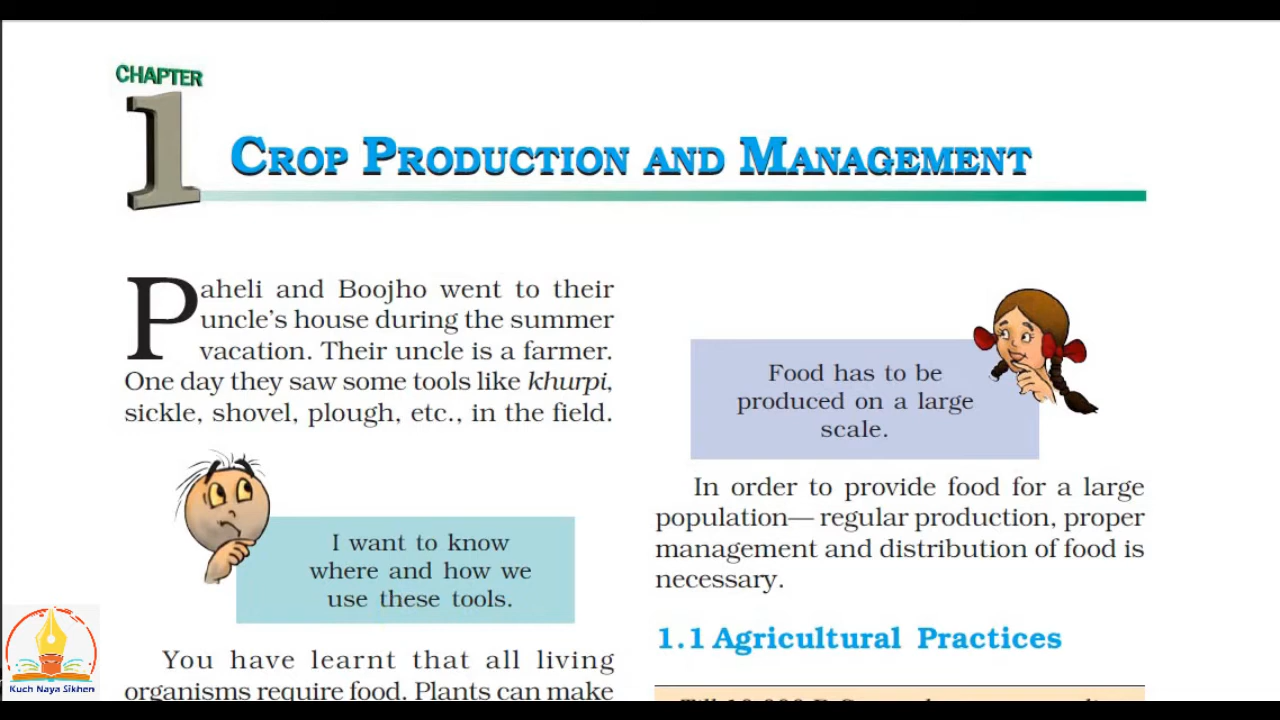 CHAPTER
1
CROP PRODUCTION AND MANAGEMENT
Paheli and Boojho went to their
uncle's house during the summer
vacation. Their uncle is a farmer.
One day they saw some tools like khurpi,
sickle, shovel, plough, etc., in the field.
I want to know
where and how we
use these tools.
You have learnt that all living
organisms require food. Plants can make
Food has to be
produced on a large
scale.
In order to provide food for a large
population— regular production, proper
management and distribution of food is
necessary.
1.1 Agricultural Practices
Kuch Naya Sikhen